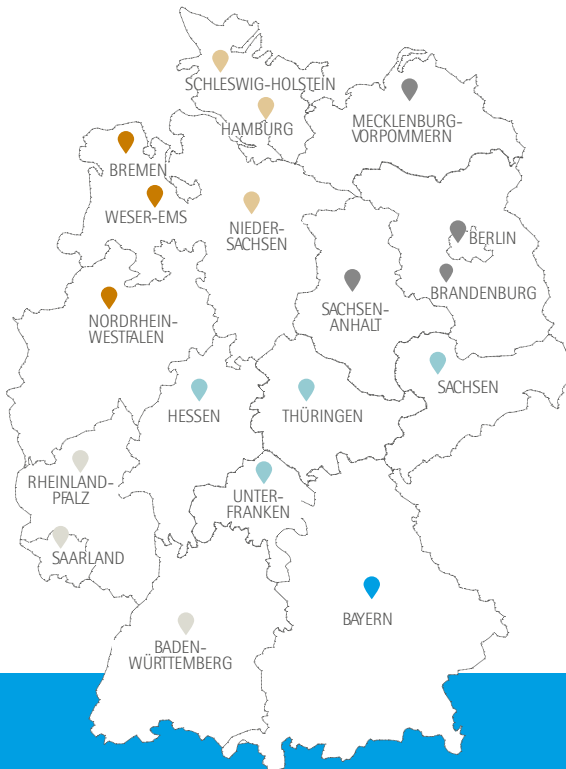 SCHLESWIG-HOLSTEIN
HAMBURG
MECKLENBURG-
VORPOMMERN
BREMEN
WESER-EMS
NIEDER-
SACHSEN
BERLIN
BRANDENBURG
SACHSEN-
ANHALT
NORDRHEIN-
WESTFALEN
HESSEN
THÜRINGEN
SACHSEN
RHEINLAND-
PFALZ
UNTER-
FRANKEN
SAARLAND
BAYERN
BADEN-
WÜRTTEMBERG